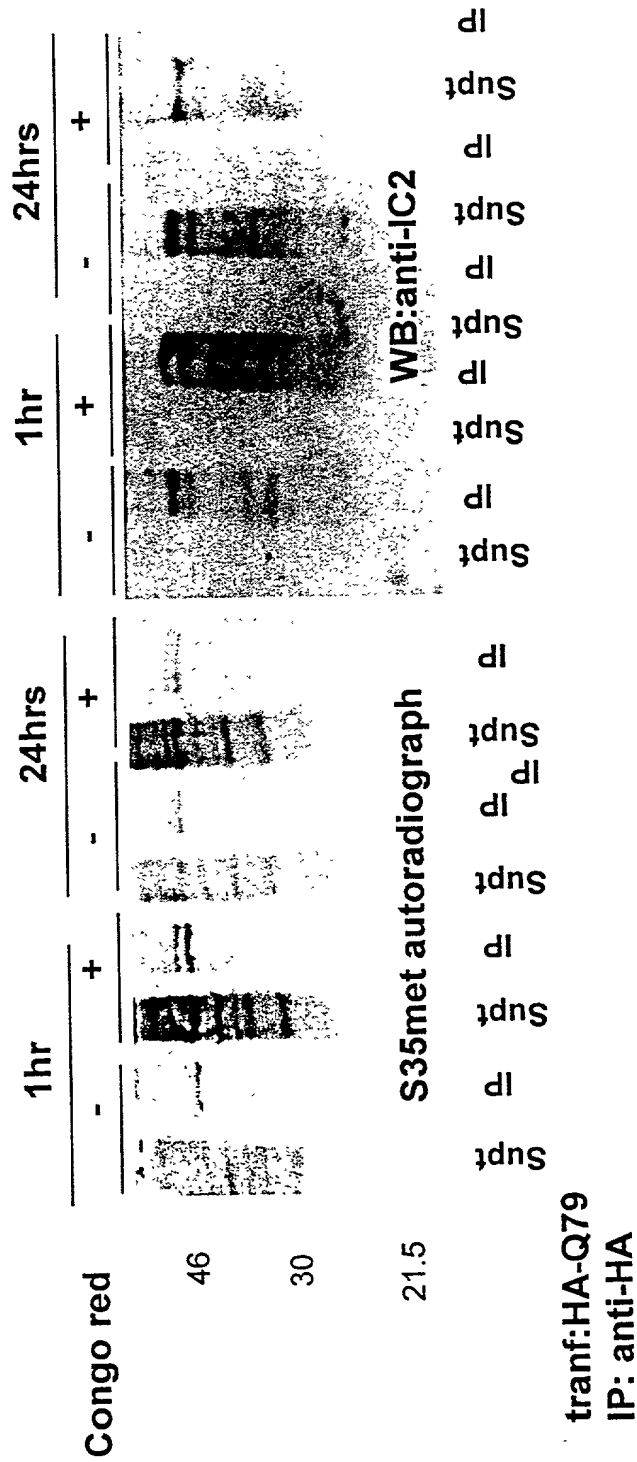 1hr 24hrs 1hr 24hrs
Congo red - + - + - + - +
46
30
21.5
S35met autoradiograph WB:anti-IC2
Supt IP Supt IP Supt IP IP Supt IP Supt IP Supt IP Supt IP Supt IP Supt IP
tranf:HA-Q79
IP: anti-HA